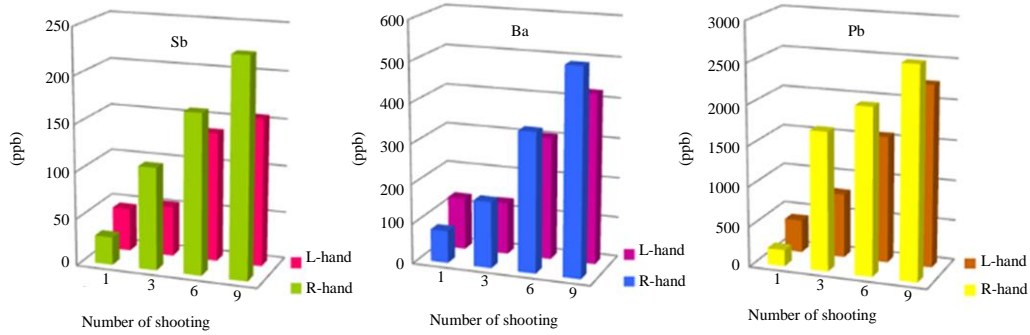 Sb
250
200
150
100
50
0
(ppb)
1 3 6 9
L-hand
R-hand
Number of shooting
Ba
600
500
400
300
200
100
0
(ppb)
1 3 6 9
L-hand
R-hand
Number of shooting
Pb
3000
2500
2000
1500
1000
500
0
(ppb)
1 3 6 9
L-hand
R-hand
Number of shooting